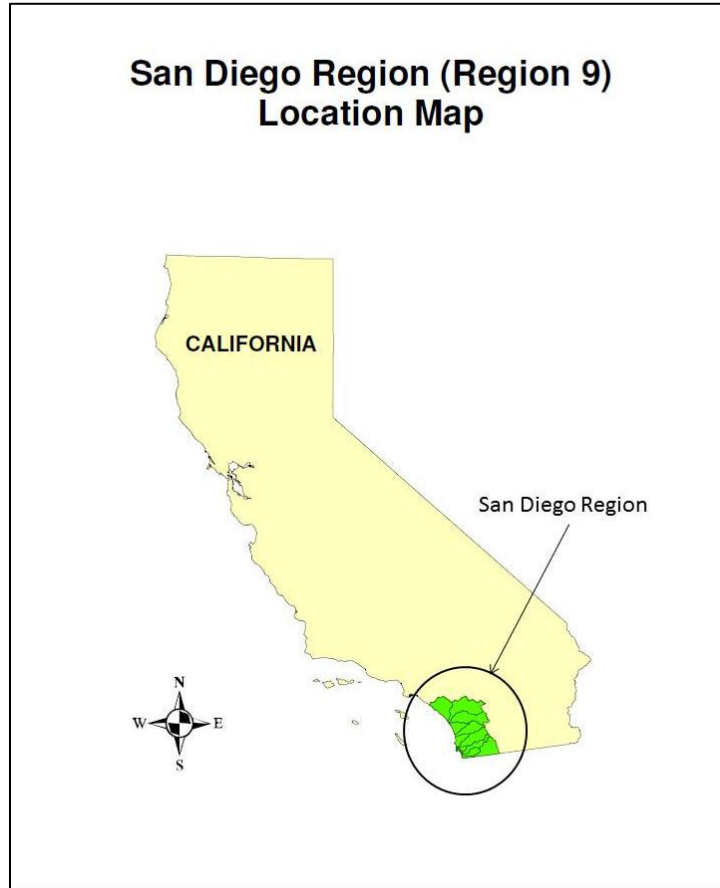 San Diego Region (Region 9)
Location Map
CALIFORNIA
San Diego Region
N
W E
S